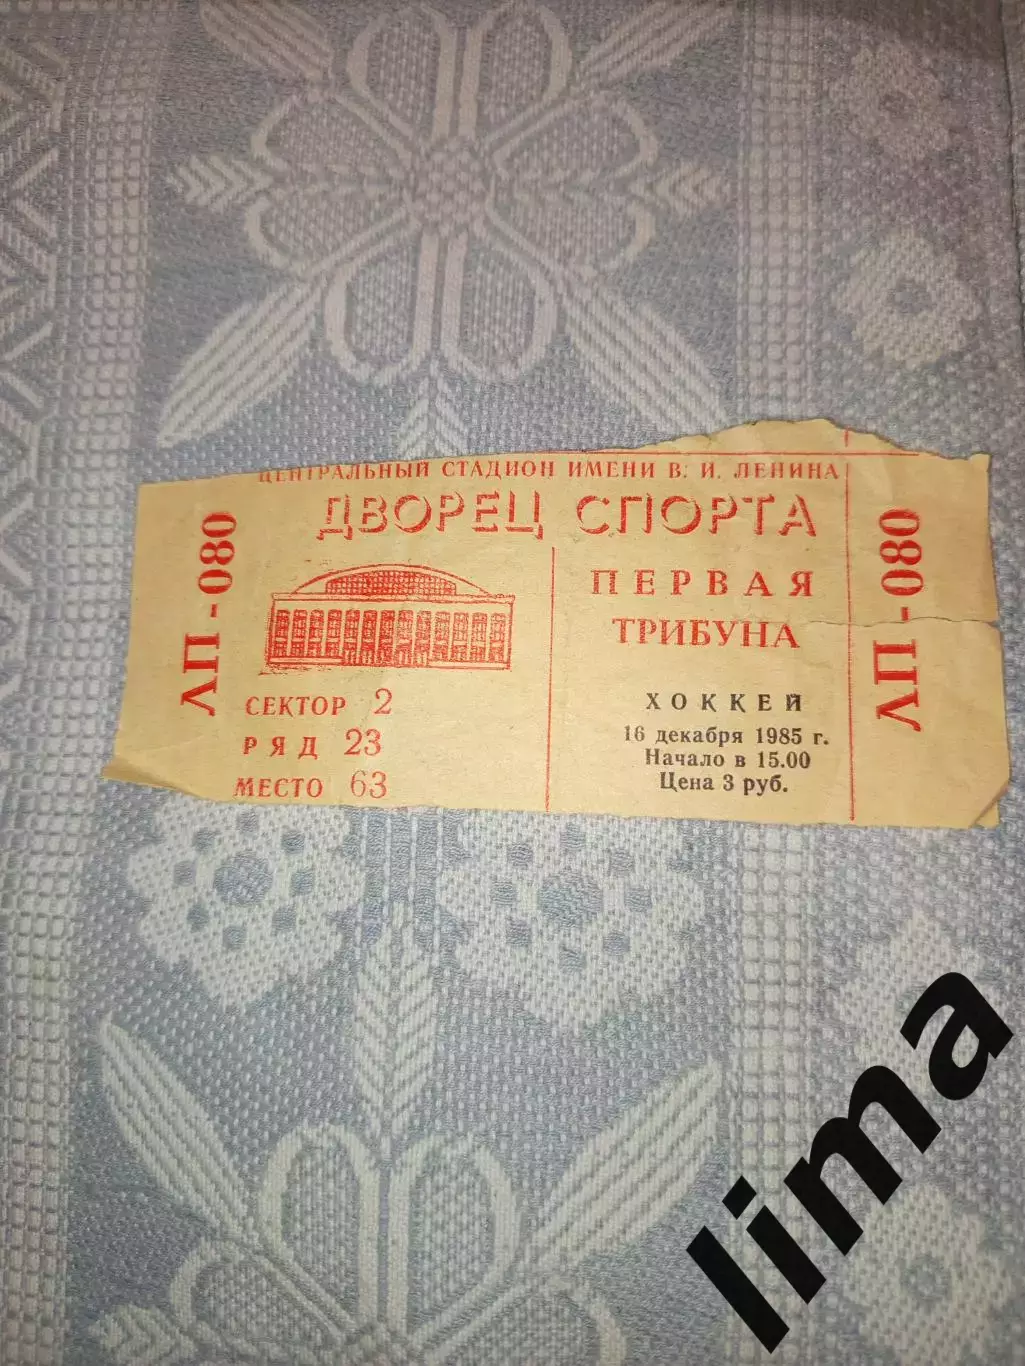 ЦЕНТРАЛЬНЫЙ СТАДИОН ИМЕНИ В. И. ЛЕНИНА
ДВОРЕЦ СПОРТА
ЛП-080
ПЕРВАЯ
ТРИБУНА
СЕКТОР 2
РЯД 23
МЕСТО 63
ХОККЕЙ
16 декабря 1985 г.
Начало в 15.00
Цена 3 руб.
ЛП-080
lima